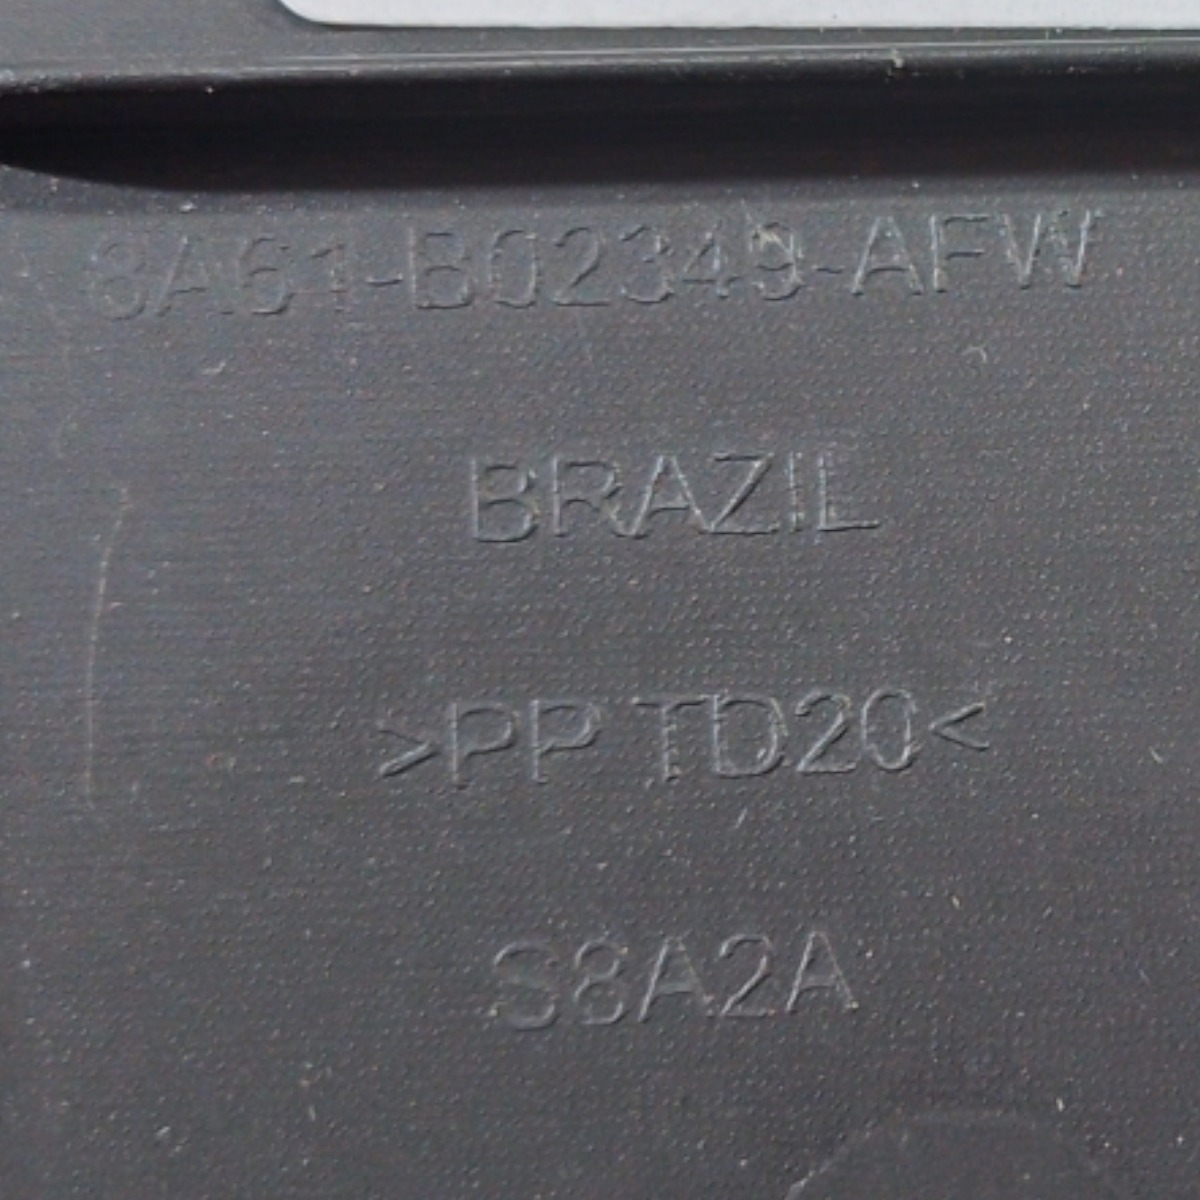 8A61-B02349-AFW
BRAZIL
>PP TD20<
S8A2A